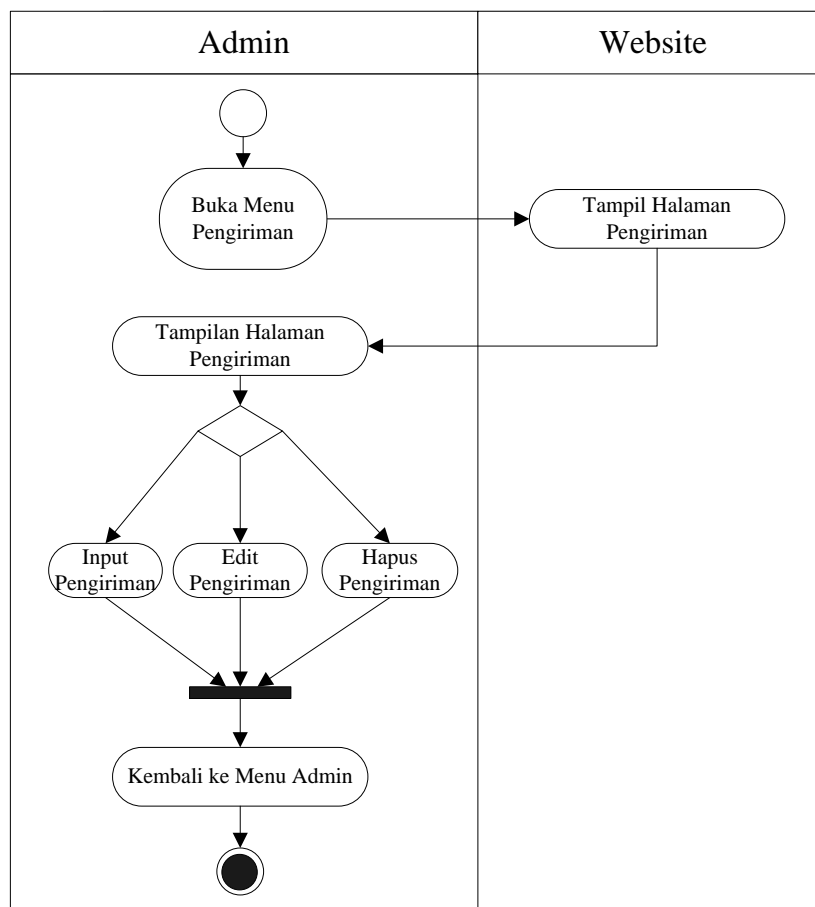 Admin
Website
Buka Menu
Pengiriman
Tampil Halaman
Pengiriman
Tampilan Halaman
Pengiriman
Input
Pengiriman
Edit
Pengiriman
Hapus
Pengiriman
Kembali ke Menu Admin